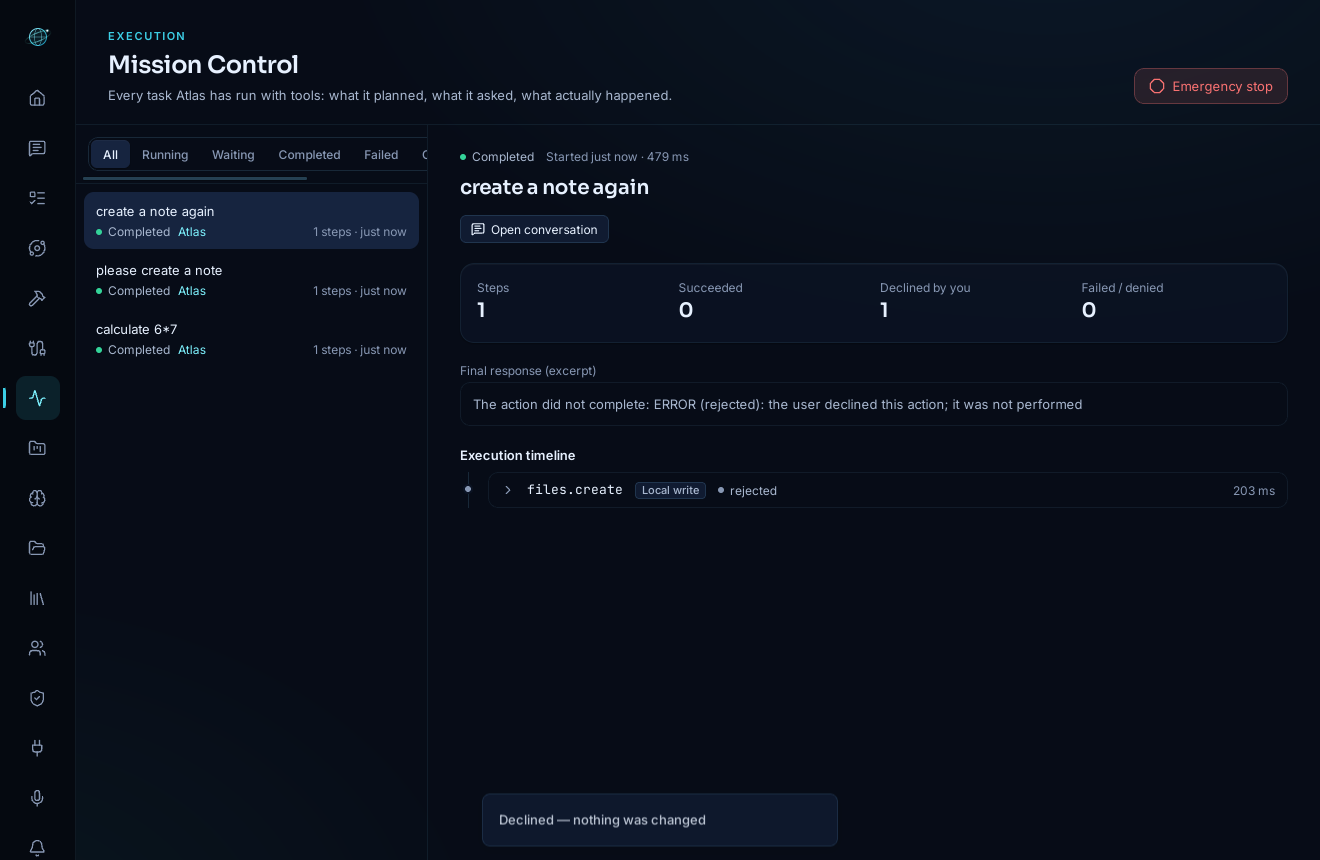 EXECUTION
Mission Control
Every task Atlas has run with tools: what it planned, what it asked, what actually happened.
Emergency stop
All Running Waiting Completed Failed
create a note again
Completed Atlas 1 steps · just now
please create a note
Completed Atlas 1 steps · just now
calculate 6*7
Completed Atlas 1 steps · just now
Completed Started just now · 479 ms
create a note again
Open conversation
Steps Succeeded Declined by you Failed / denied
1 0 1 0
Final response (excerpt)
The action did not complete: ERROR (rejected): the user declined this action; it was not performed
Execution timeline
files.create Local write rejected 203 ms
Declined — nothing was changed